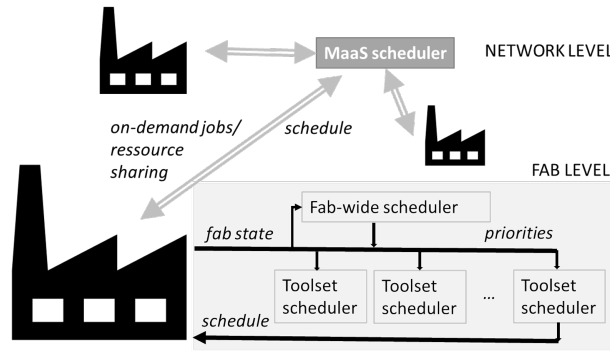 MaaS scheduler
NETWORK LEVEL
on-demand jobs/
ressource
sharing
schedule
FAB LEVEL
Fab-wide scheduler
fab state
priorities
Toolset
scheduler
Toolset
scheduler
...
Toolset
scheduler
schedule